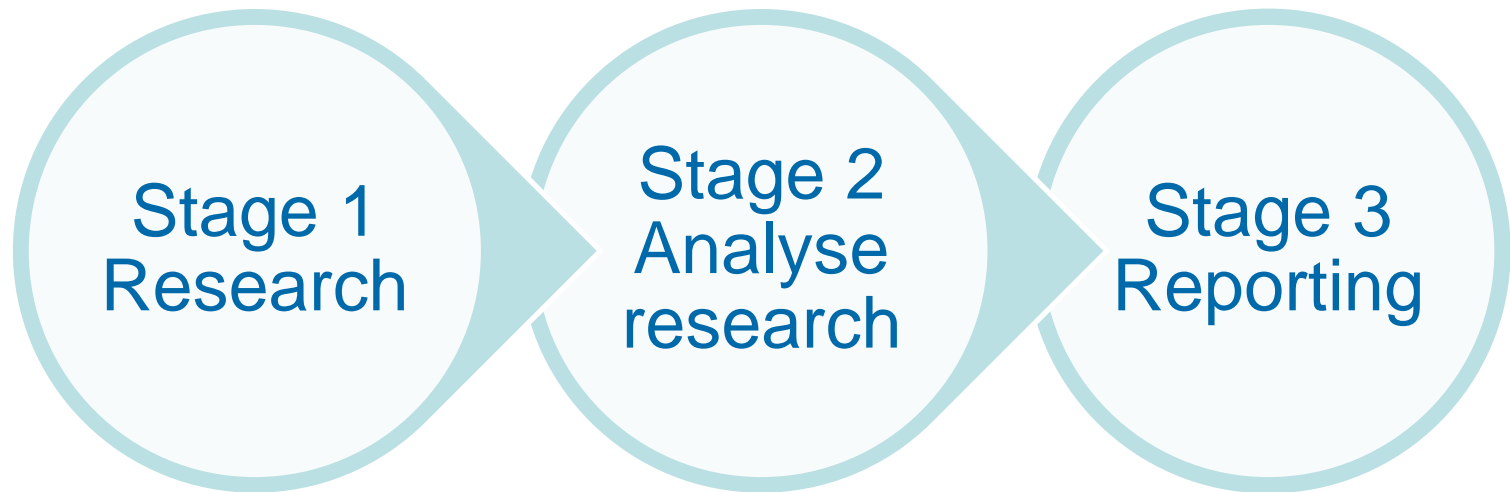 Stage 1
Research
Stage 2
Analyse
research
Stage 3
Reporting